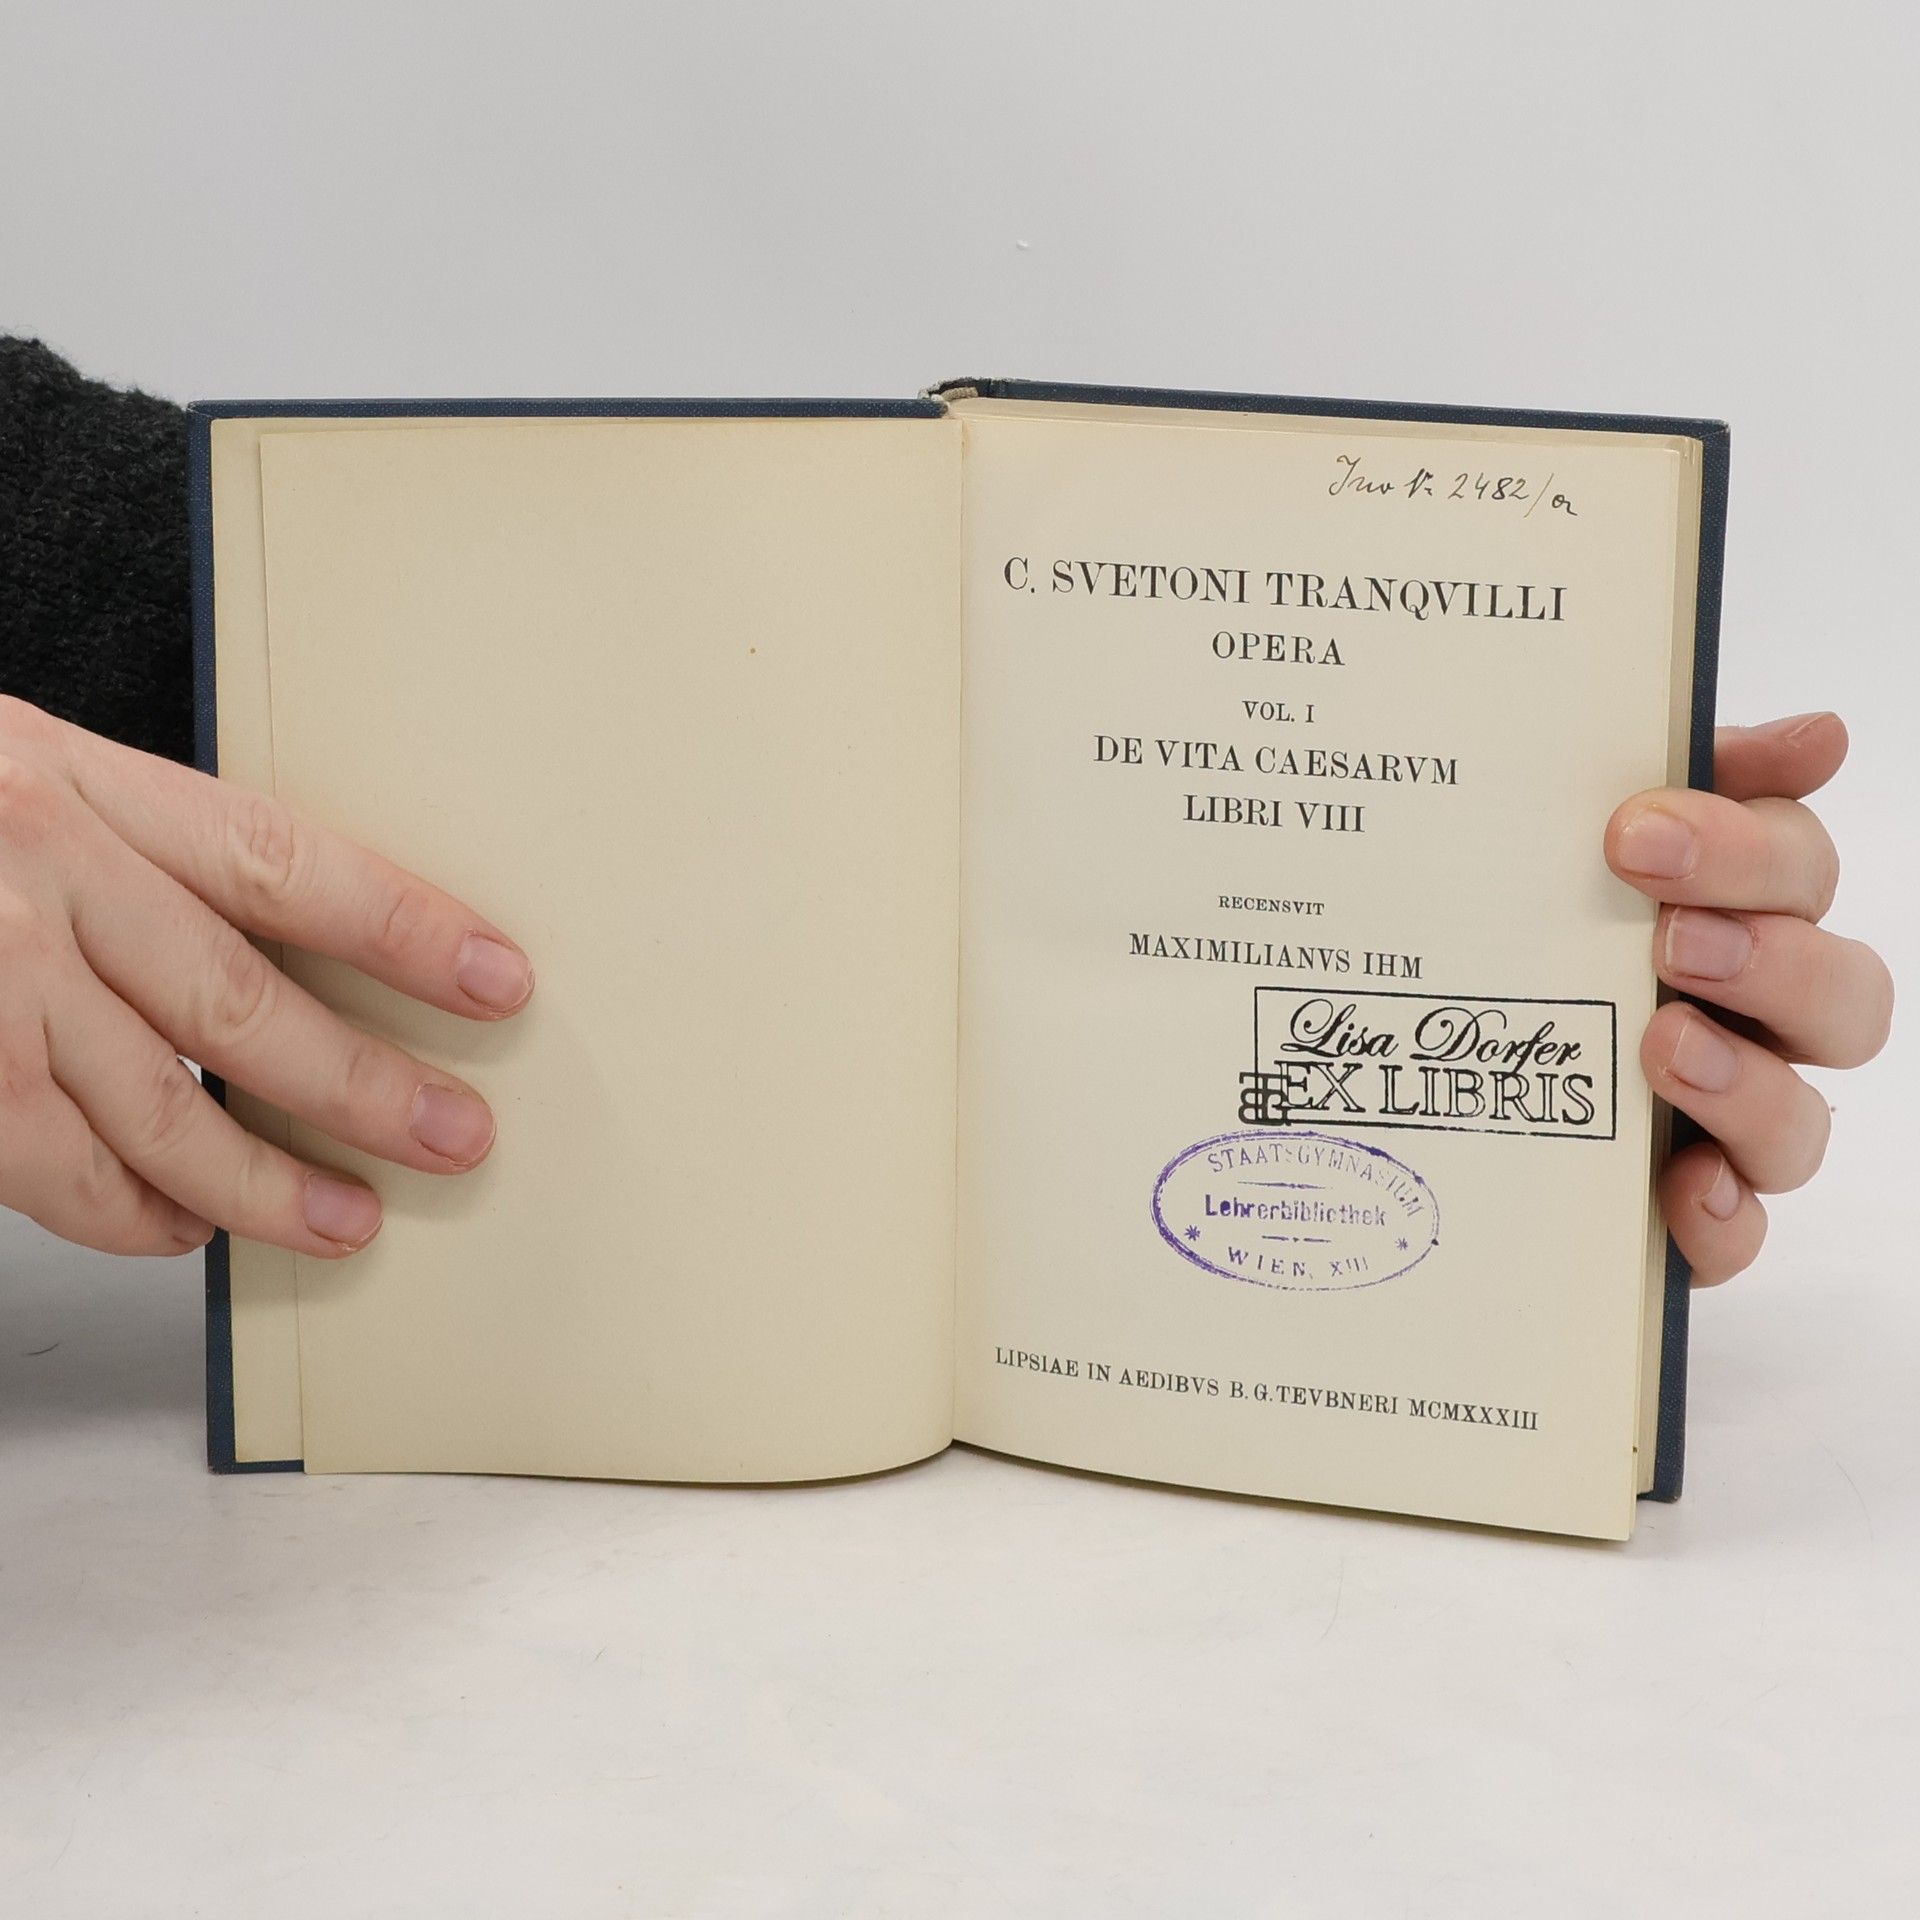 Inv Nr 2482/a
C. SVETONI TRANQVILLI
OPERA
VOL. I
DE VITA CAESARVM
LIBRI VIII
RECENSVIT
MAXIMILIANVS IHM
Lisa Dorfer
EX LIBRIS
STAATSGYMNASIUM
Lehrerbibliothek
WIEN, XIII
LIPSIAE IN AEDIBVS B. G. TEVBNERI MCMXXXIII